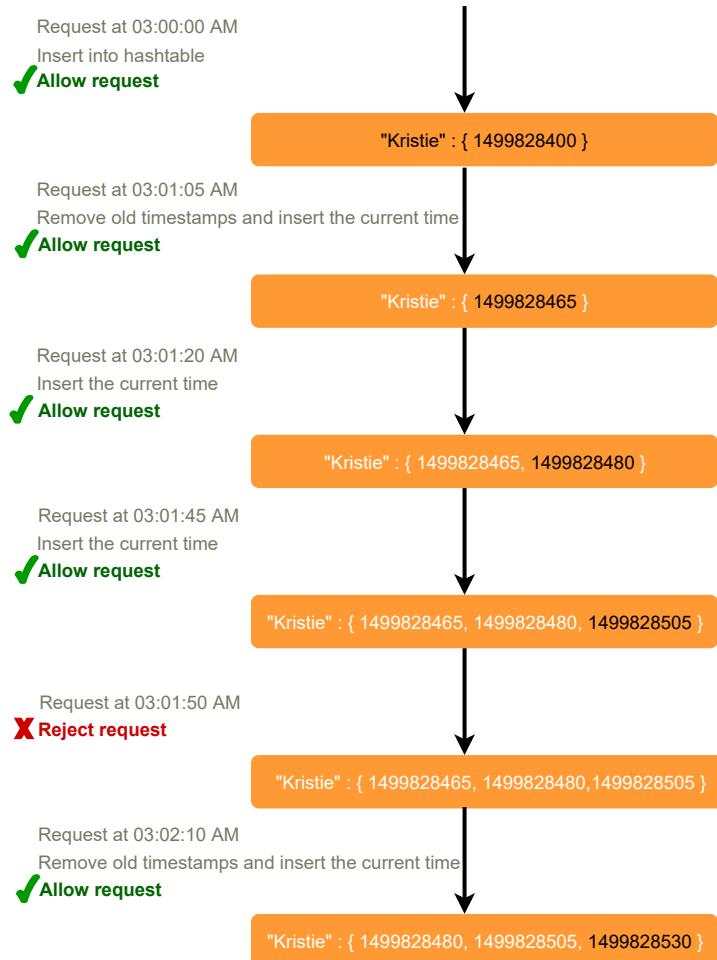 Request at 03:00:00 AM
Insert into hashtable
Allow request
"Kristie" : { 1499828400 }
Request at 03:01:05 AM
Remove old timestamps and insert the current time
Allow request
"Kristie" : { 1499828465 }
Request at 03:01:20 AM
Insert the current time
Allow request
"Kristie" : { 1499828465, 1499828480 }
Request at 03:01:45 AM
Insert the current time
Allow request
"Kristie" : { 1499828465, 1499828480, 1499828505 }
Request at 03:01:50 AM
Reject request
"Kristie" : { 1499828465, 1499828480,1499828505 }
Request at 03:02:10 AM
Remove old timestamps and insert the current time
Allow request
"Kristie" : { 1499828480, 1499828505, 1499828530 }